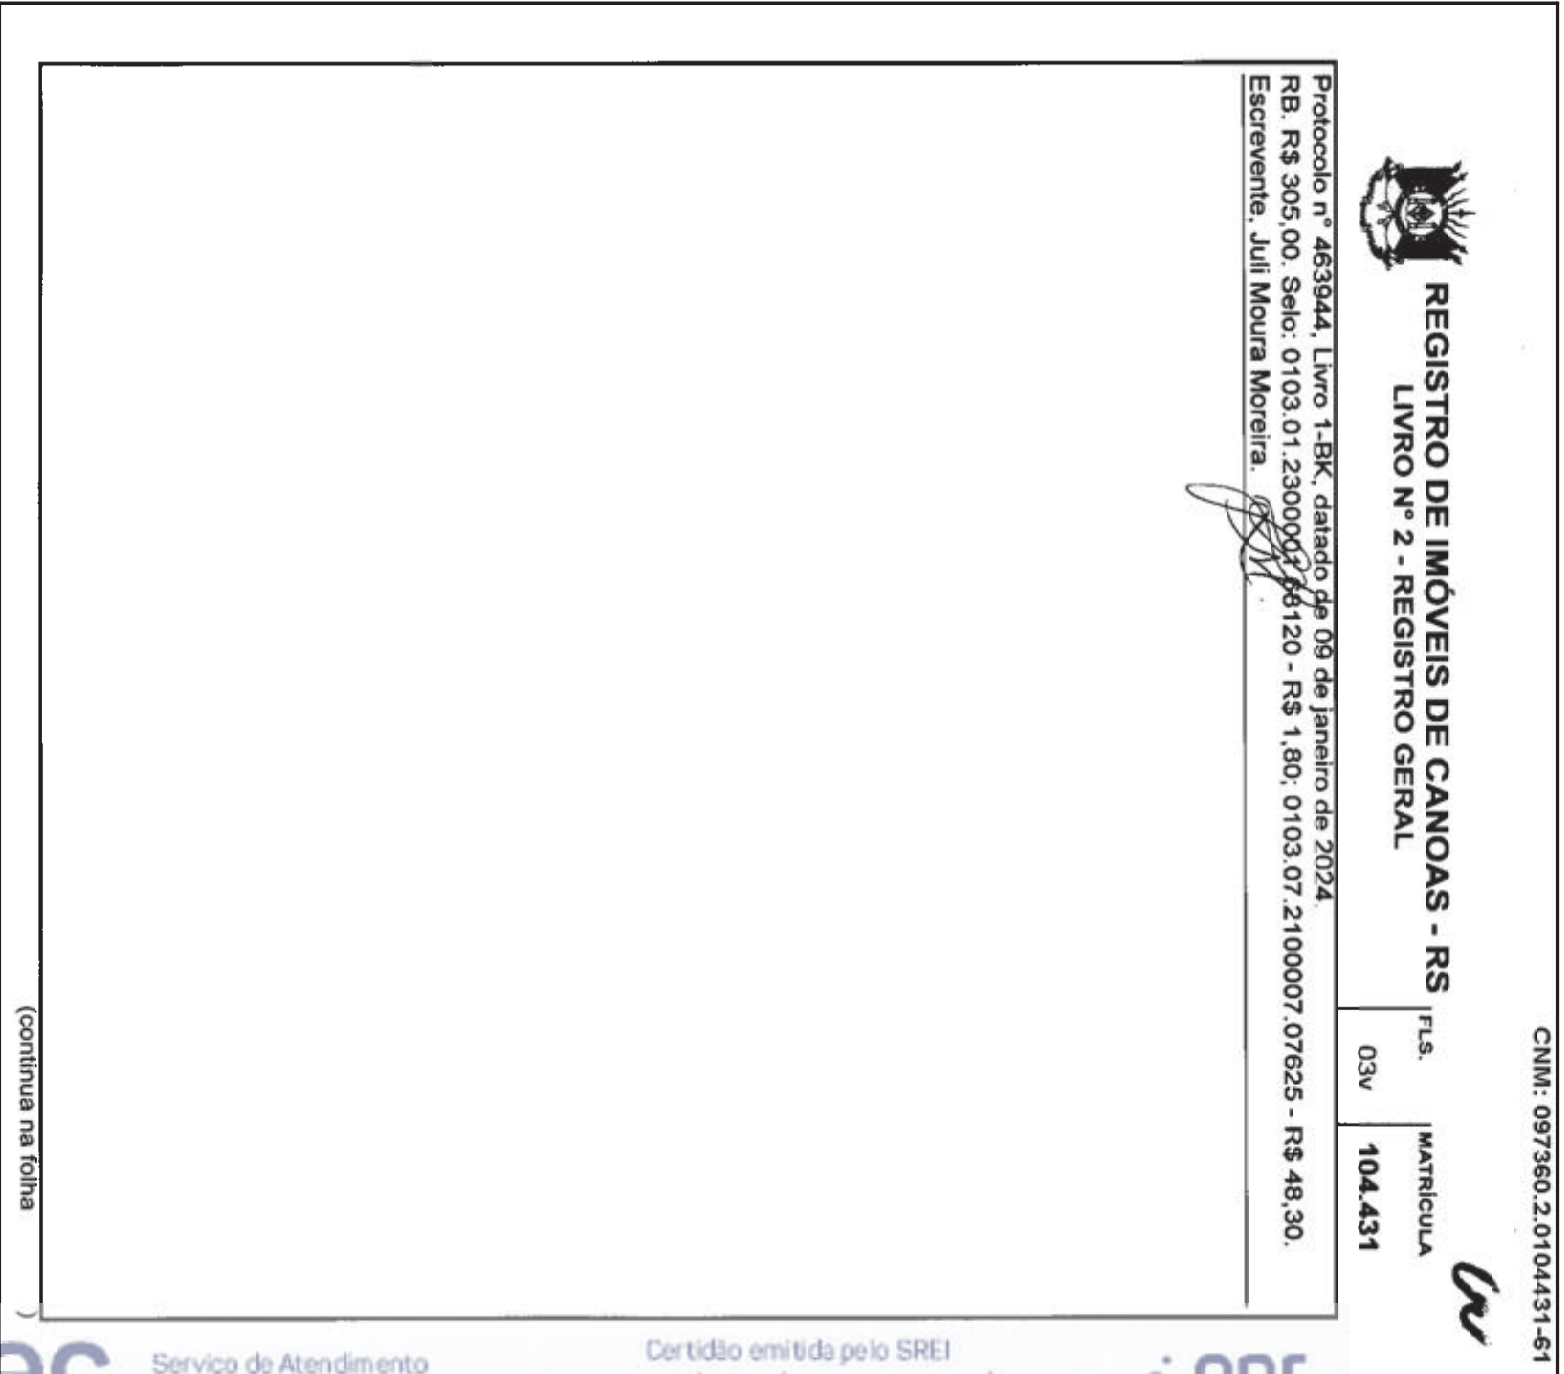 CNM: 097360.2.0104431-61
REGISTRO DE IMÓVEIS DE CANOAS - RS
LIVRO Nº 2 - REGISTRO GERAL
FLS.
03v
MATRÍCULA
104.431
Protocolo nº 463944, Livro 1-BK, datado de 09 de janeiro de 2024.
RB. R$ 305,00. Selo: 0103.01.2300001.68120 - R$ 1,80; 0103.07.2100007.07625 - R$ 48,30.
Escrevente, Juli Moura Moreira.
(continua na folha )
Serviço de Atendimento
Certidão emitida pelo SREI